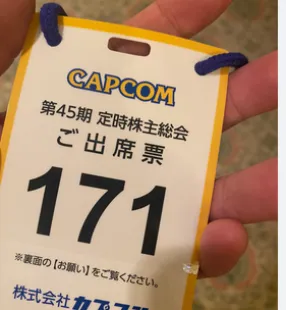 CAPCOM
第45期 定時株主総会
ご出席票
171
※裏面の【お願い】をご覧ください。
株式会社カプコン